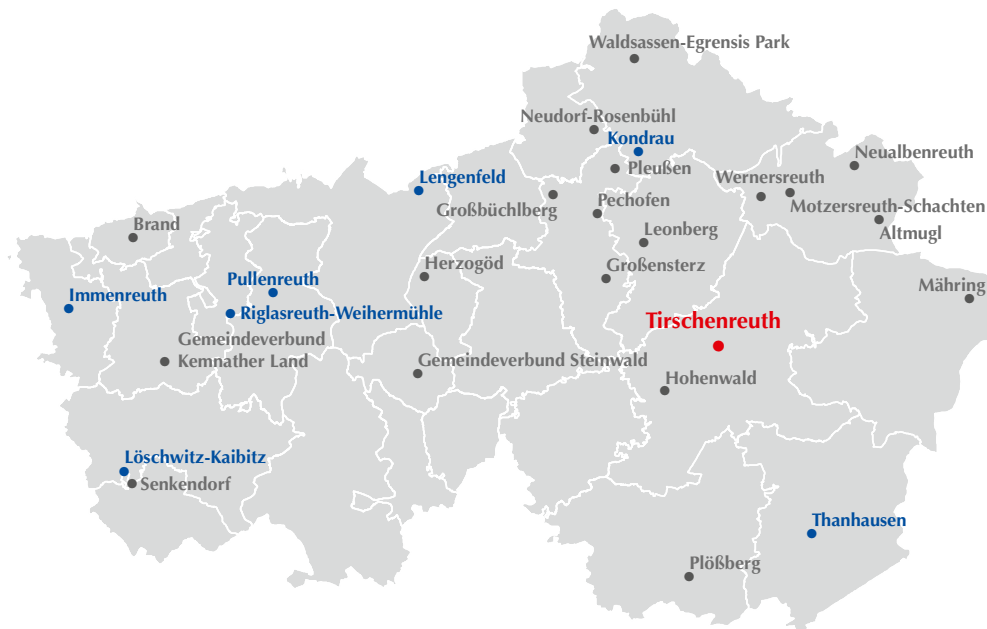 Waldsassen-Egrensis Park
Neudorf-Rosenbühl
Kondrau
Neualbenreuth
Pleußen
Wernersreuth
Lengenfeld
Großbüchlberg
Pechofen
Motzersreuth-Schachten
Brand
Leonberg
Altmugl
Herzogöd
Großensterz
Pullenreuth
Mähring
Immenreuth
Riglasreuth-Weihermühle
Tirschenreuth
Gemeindeverbund
Kemnather Land
Gemeindeverbund Steinwald
Hohenwald
Löschwitz-Kaibitz
Senkendorf
Thanhausen
Plößberg